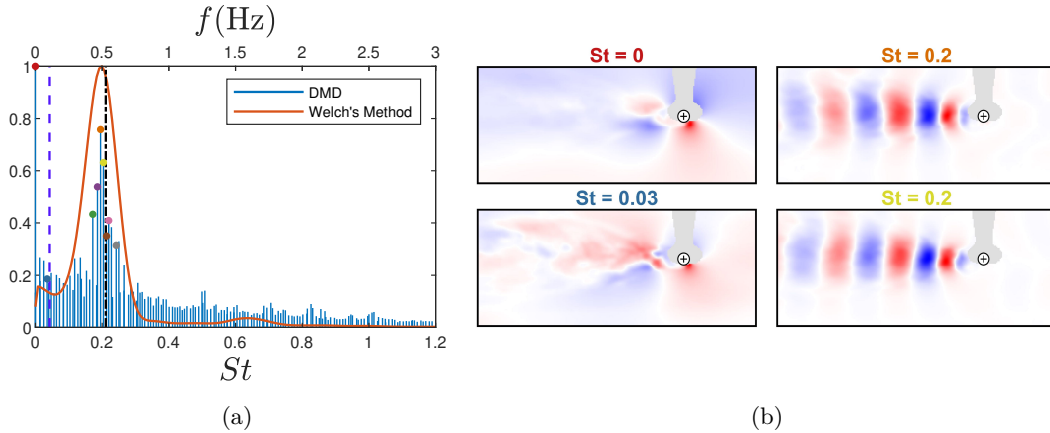 f(Hz)
0 0.5 1 1.5 2 2.5 3
1
0.8
0.6
0.4
0.2
0
DMD
Welch's Method
0 0.2 0.4 0.6 0.8 1 1.2
St
(a)
St = 0
St = 0.2
St = 0.03
St = 0.2
(b)